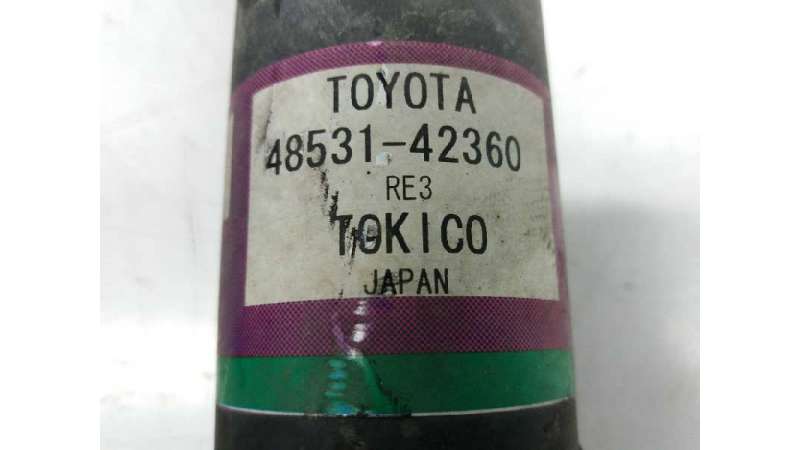 TOYOTA
48531-42360
RE3
TOKICO
JAPAN